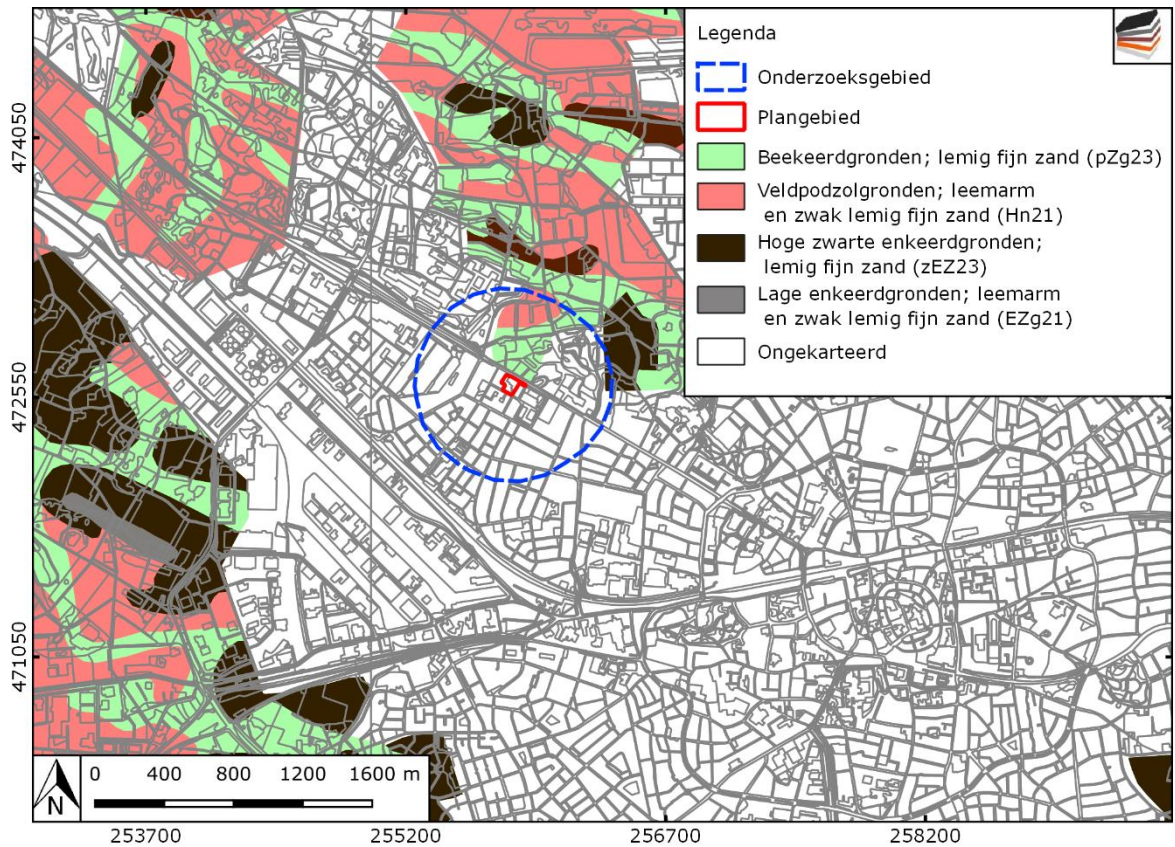 Legenda
Onderzoeksgebied
Plangebied
Beekeerdgronden; lemig fijn zand (pZg23)
Veldpodzolgronden; leemarm
en zwak lemig fijn zand (Hn21)
Hoge zwarte enkeerdgronden;
lemig fijn zand (zEZ23)
Lage enkeerdgronden; leemarm
en zwak lemig fijn zand (EZg21)
Ongekarteerd
474050
472550
471050
N
0 400 800 1200 1600 m
253700 255200 256700 258200